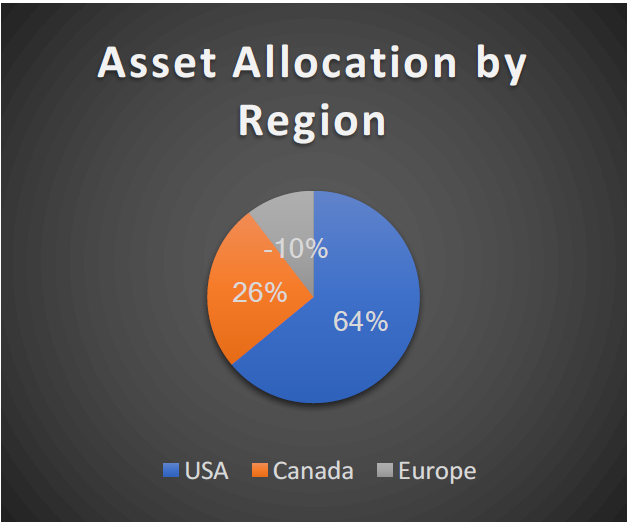 Asset Allocation by
Region
-10%
26%
64%
USA Canada Europe